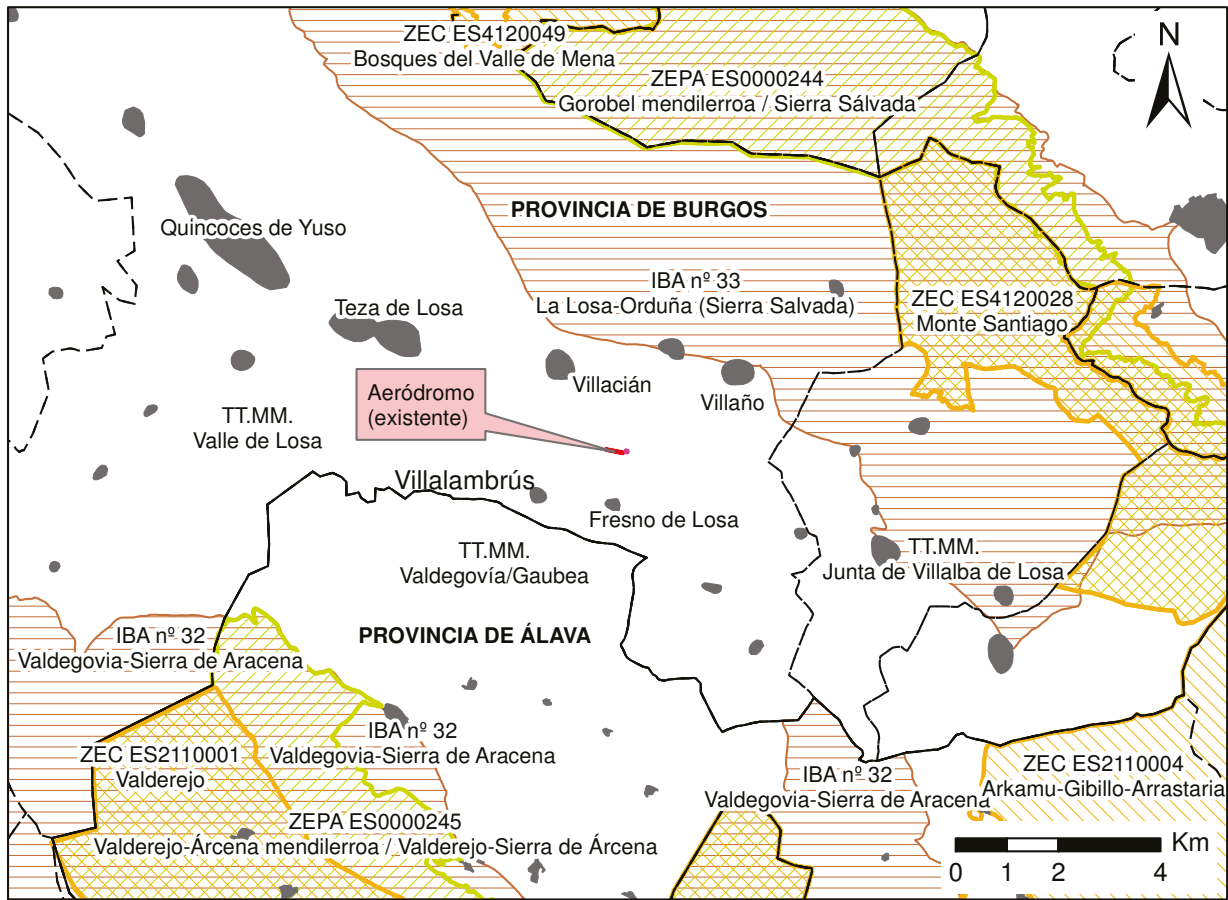 ZEC ES4120049
Bosques del Valle de Mena
N
ZEPA ES0000244
Gorobel mendilerroa / Sierra Sálvada
PROVINCIA DE BURGOS
Quincoces de Yuso
IBA nº 33
La Losa-Orduña (Sierra Salvada)
ZEC ES4120028
Monte Santiago
Teza de Losa
Villacián
Villaño
Aeródromo
(existente)
TT.MM.
Valle de Losa
Villalambrús
Fresno de Losa
TT.MM.
Valdegovía/Gaubea
TT.MM.
Junta de Villalba de Losa
PROVINCIA DE ÁLAVA
IBA nº 32
Valdegovia-Sierra de Aracena
IBA nº 32
Valdegovia-Sierra de Aracena
ZEC ES2110001
Valderejo
ZEPA ES0000245
Valderejo-Árcena mendilerroa / Valderejo-Sierra de Árcena
IBA nº 32
Valdegovia-Sierra de Aracena
ZEC ES2110004
Arkamu-Gibillo-Arrastaria
Km
0 1 2 4